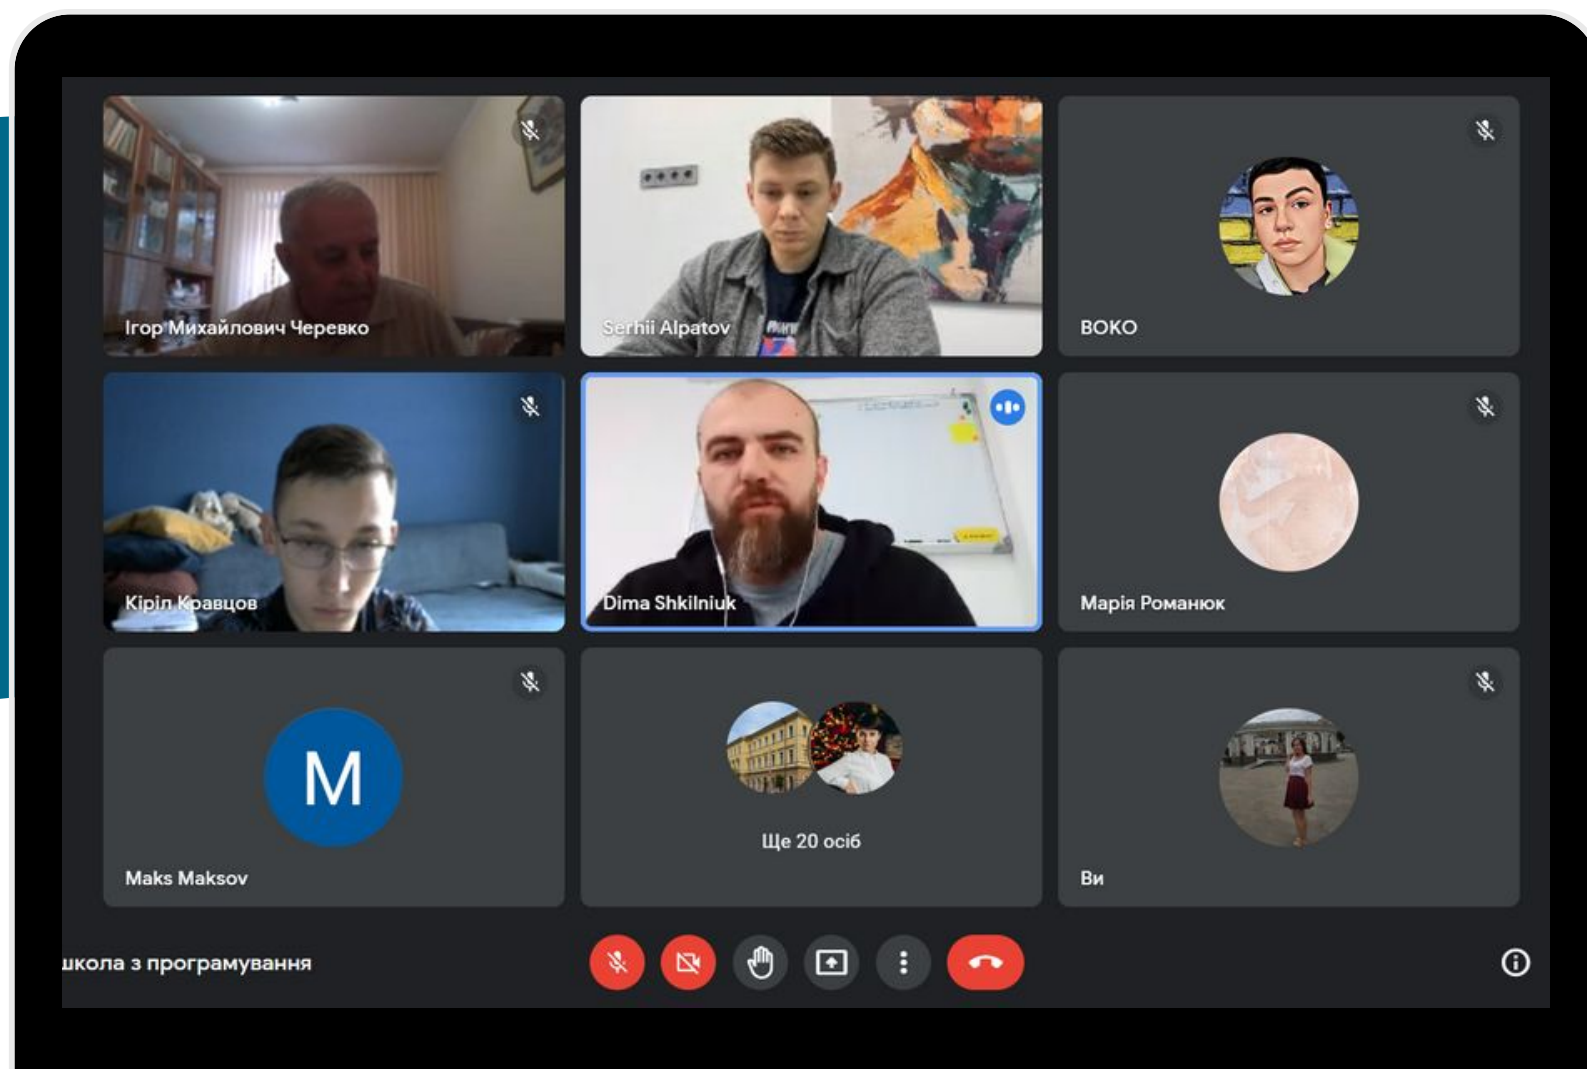 Ігор Михайлович Черевко
Serhii Alpatov
BOKO
Кіріл Кравцов
Dima Shkilniuk
Марія Романюк
M
Maks Maksov
Ще 20 осіб
Ви
школа з програмування